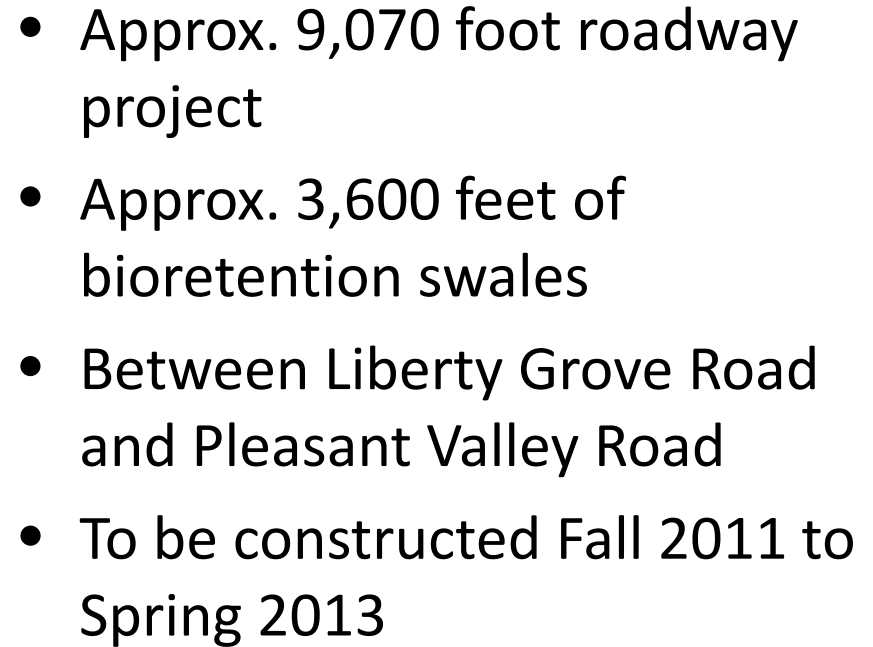 • Approx. 9,070 foot roadway
project
• Approx. 3,600 feet of
bioretention swales
• Between Liberty Grove Road
and Pleasant Valley Road
• To be constructed Fall 2011 to
Spring 2013